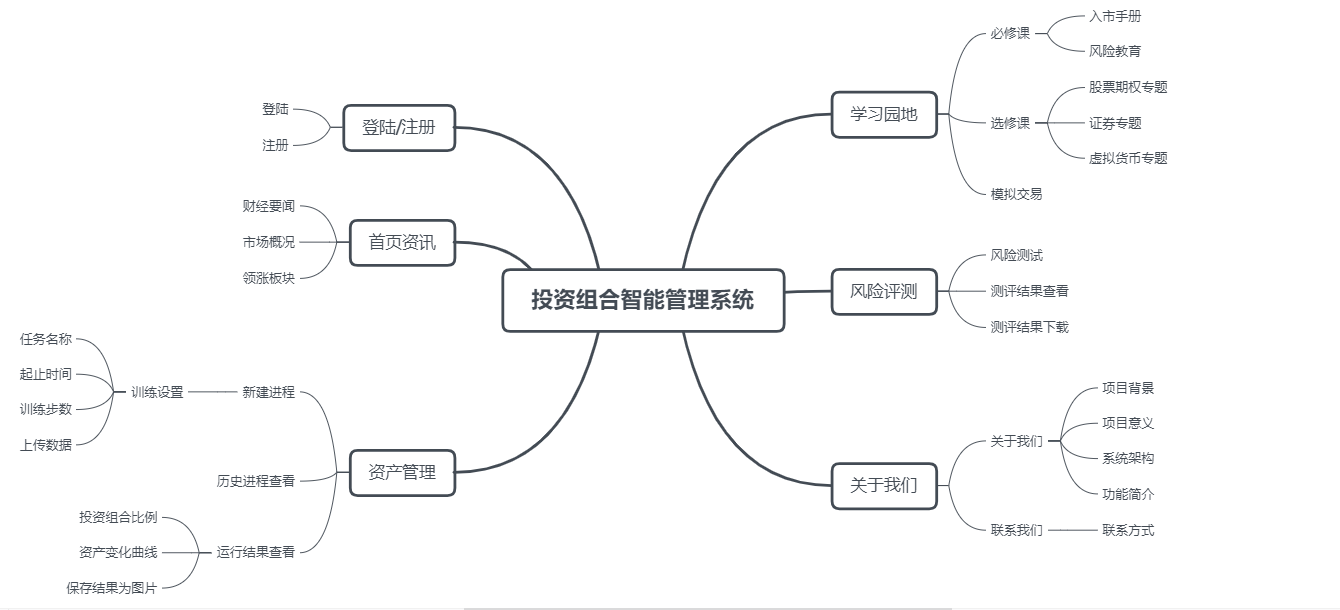 投资组合智能管理系统
登陆/注册
登陆
注册
首页资讯
财经要闻
市场概况
领涨板块
资产管理
新建进程
训练设置
任务名称
起止时间
训练步数
上传数据
历史进程查看
运行结果查看
投资组合比例
资产变化曲线
保存结果为图片
学习园地
必修课
入市手册
风险教育
选修课
股票期权专题
证券专题
虚拟货币专题
模拟交易
风险评测
风险测试
测评结果查看
测评结果下载
关于我们
关于我们
项目背景
项目意义
系统架构
功能简介
联系我们
联系方式